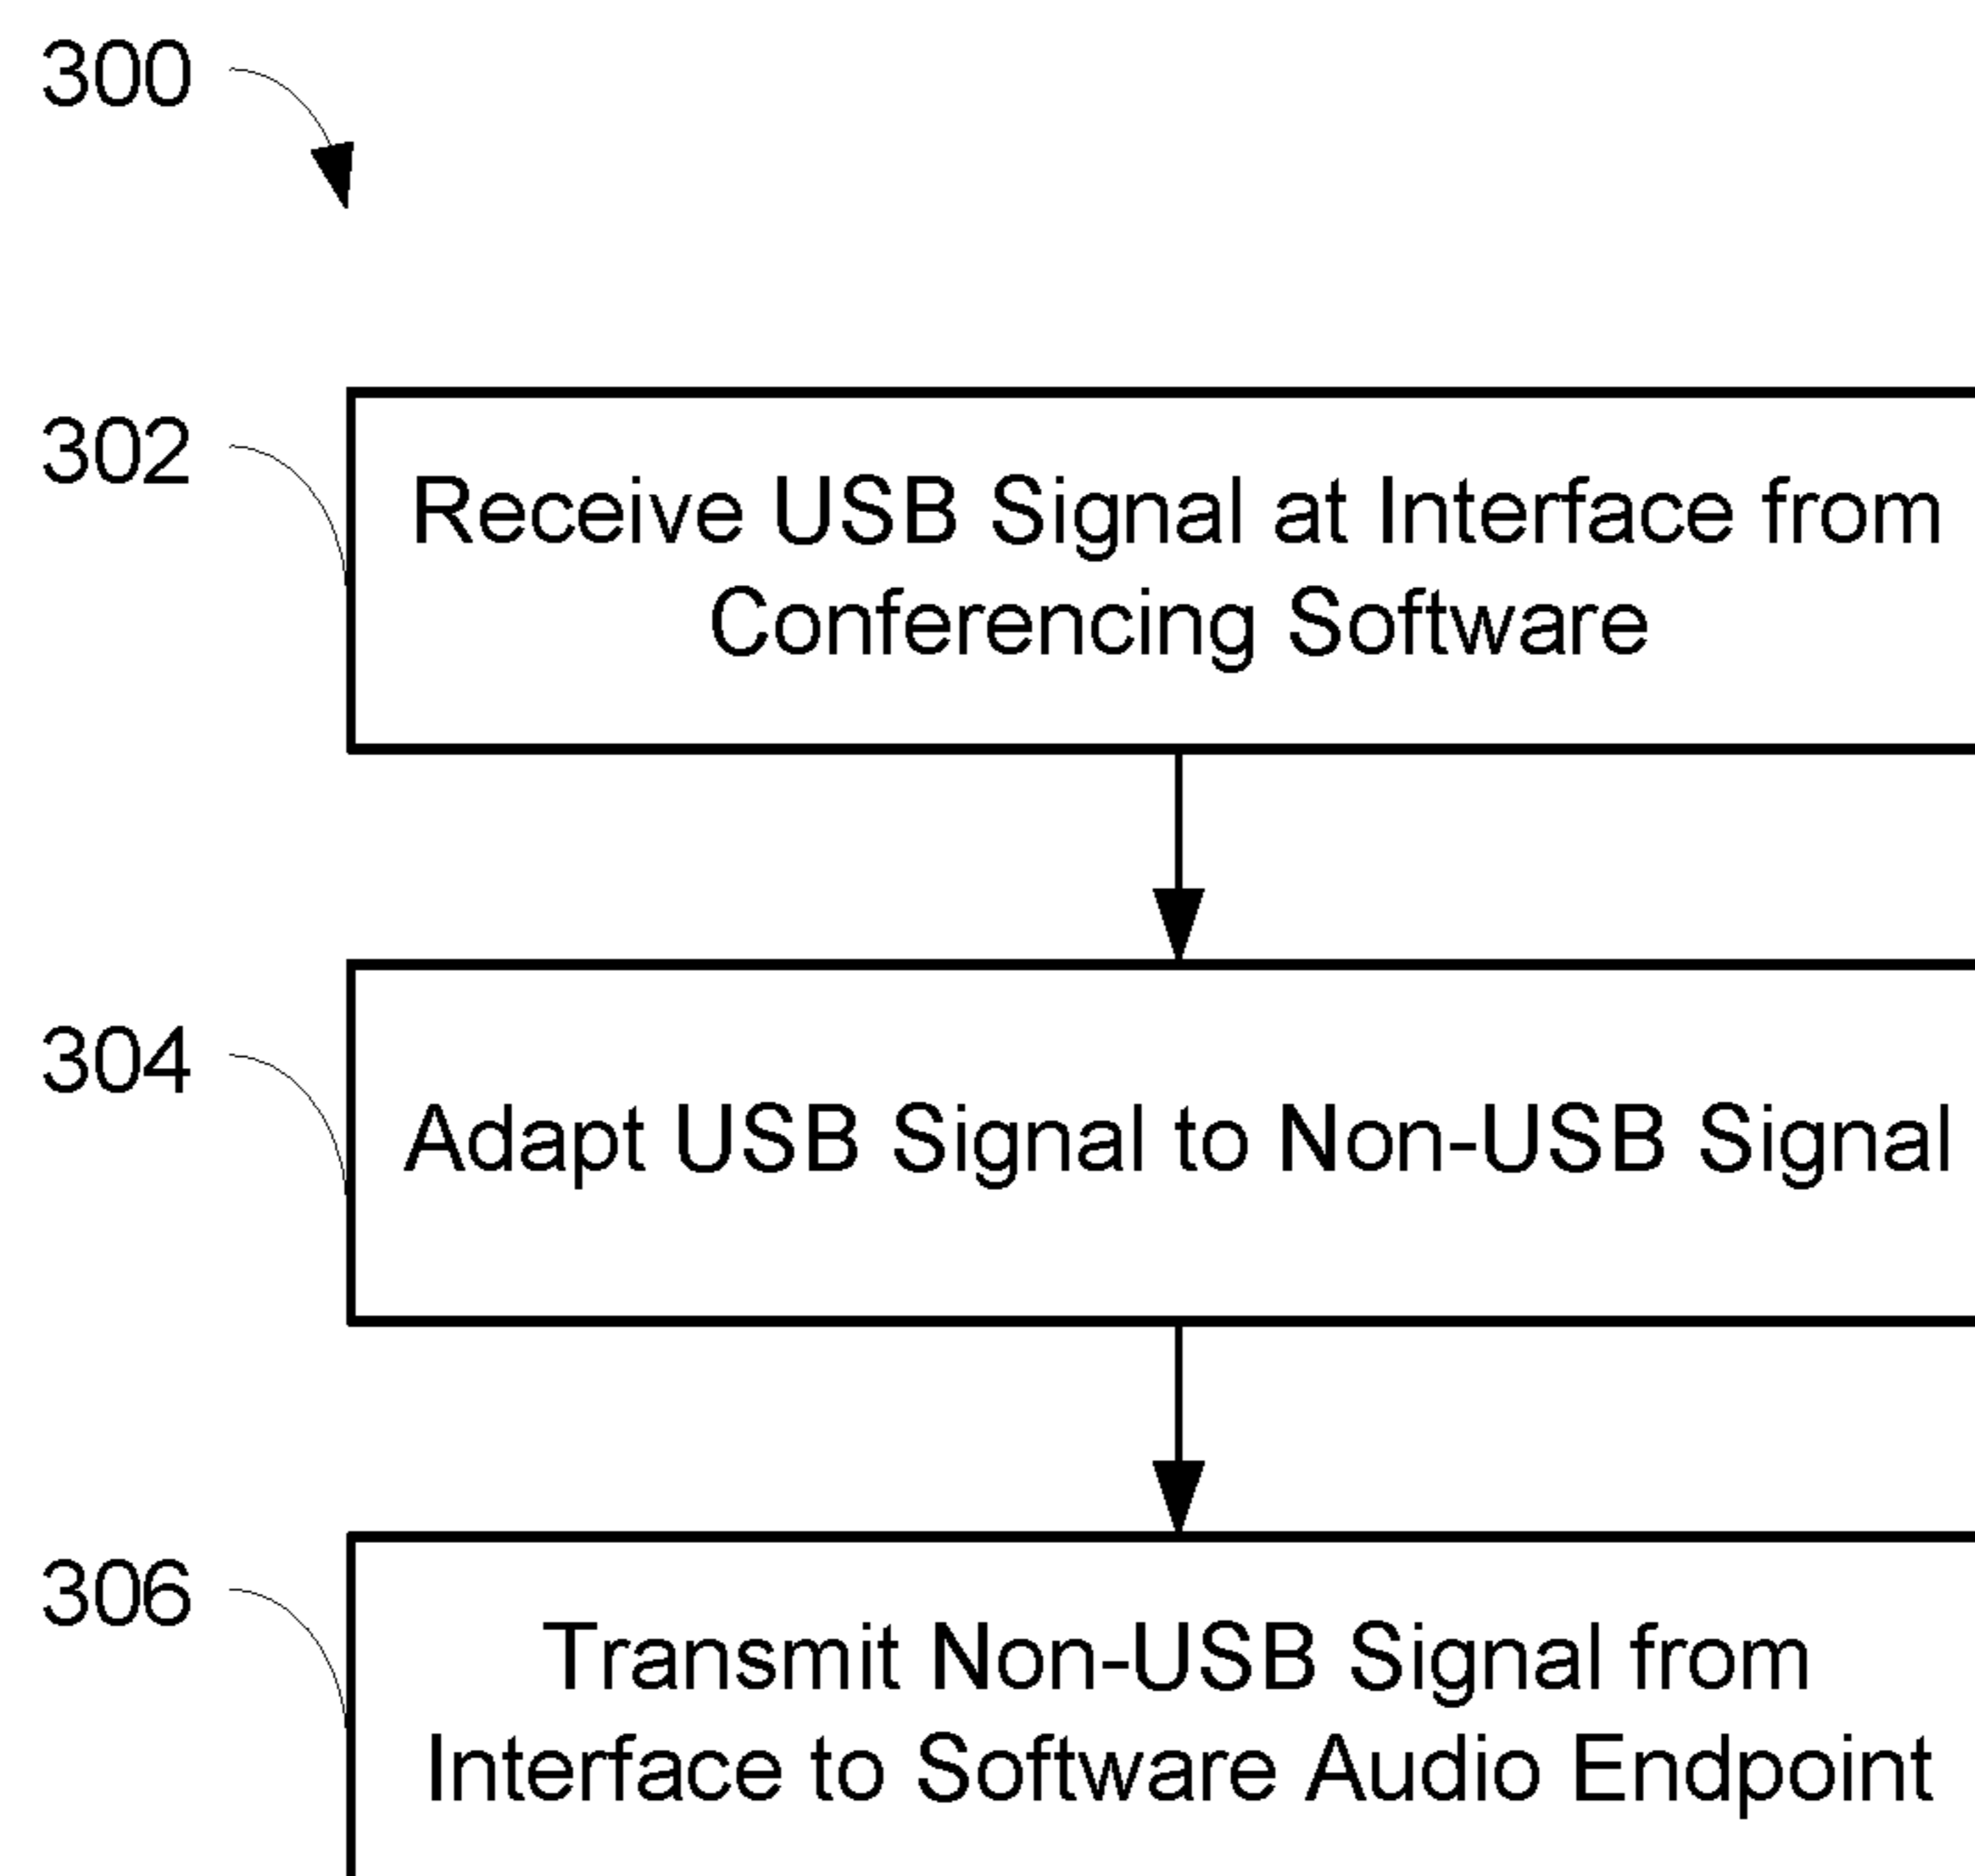 300
302
Receive USB Signal at Interface from
Conferencing Software
304
Adapt USB Signal to Non-USB Signal
306
Transmit Non-USB Signal from
Interface to Software Audio Endpoint